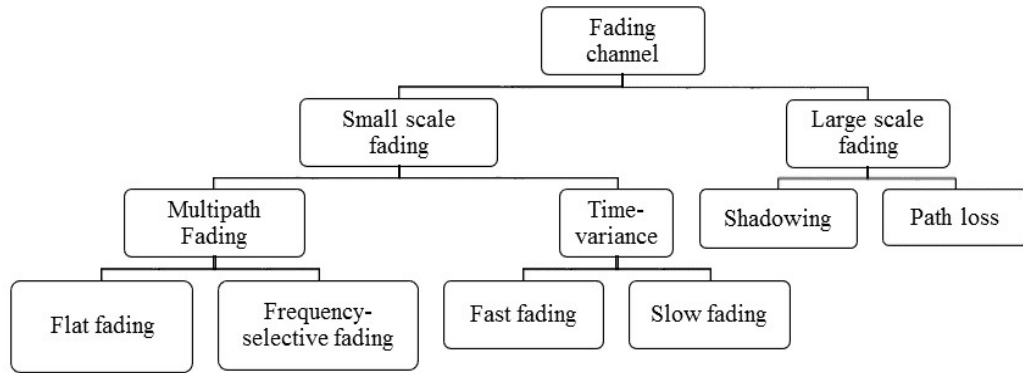 Fading
channel
Small scale
fading
Large scale
fading
Multipath
Fading
Time-
variance
Shadowing
Path loss
Flat fading
Frequency-
selective fading
Fast fading
Slow fading